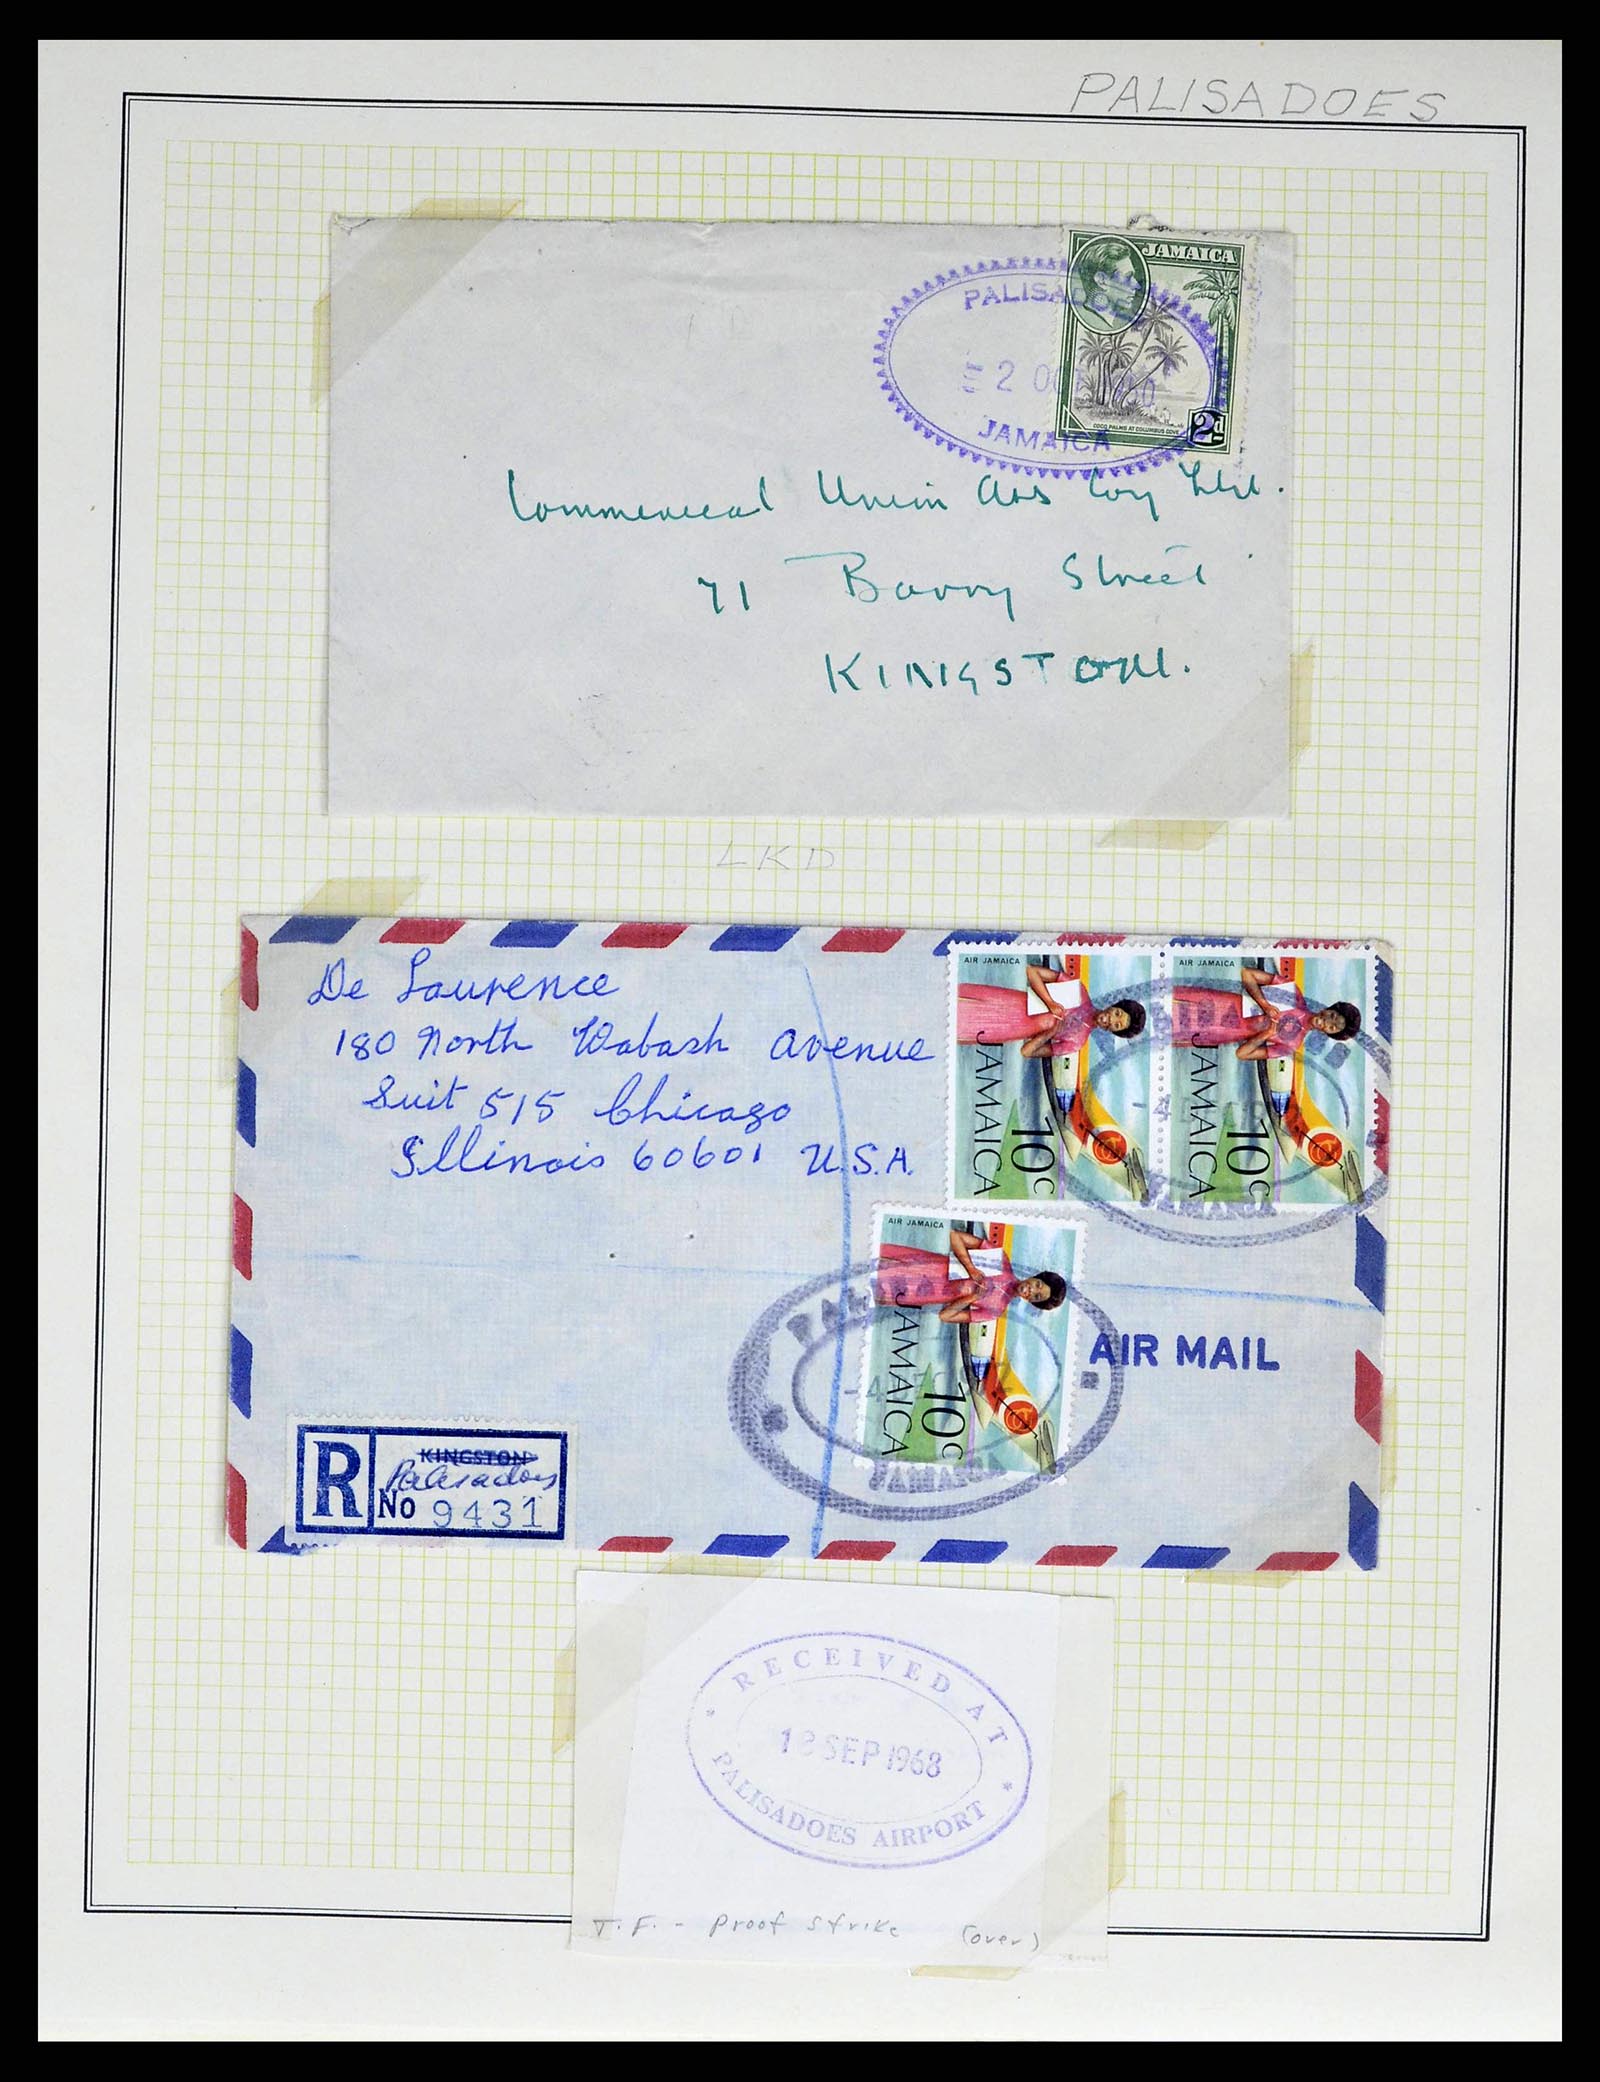 PALISADOES
JAMAICA
PALISADOES
2
JAMAICA
COCO PALMS AT COLUMBUS COVE
2d
Commercial Union Ass Coy Ltd.
71 Barry Street
KINGSTON.
LKD
De Laurence
180 North Wabash Avenue
Suit 515 Chicago
Illinois 60601 U.S.A.
AIR JAMAICA
JAMAICA
10c
AIR JAMAICA
JAMAICA
10c
JAMAICA
AIR JAMAICA
JAMAICA
10c
JAMAICA
AIR MAIL
R
KINGSTON
Palisadoes
No 9431
RECEIVED AT
SEP 1968
PALISADOES AIRPORT
T.F. - Proof Strike (over)